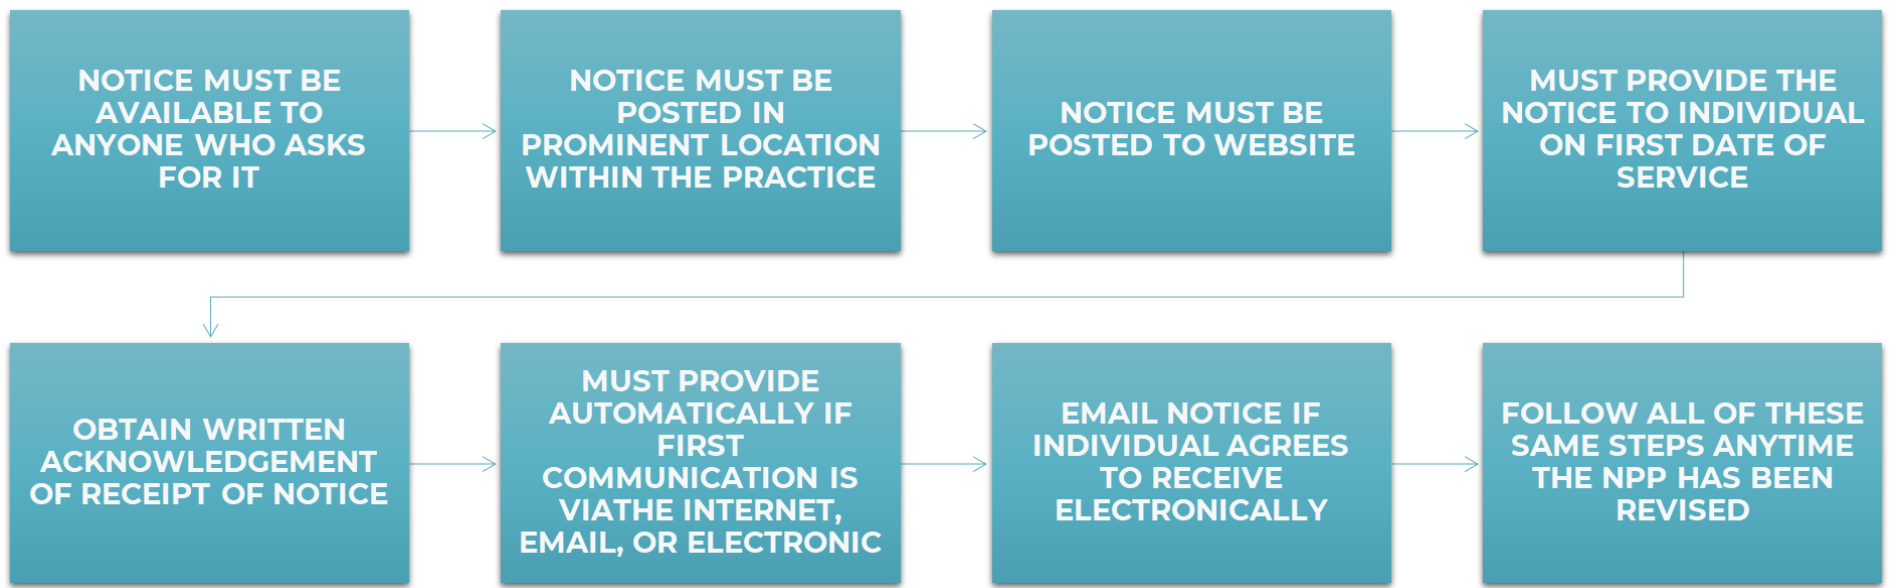 NOTICE MUST BE
AVAILABLE TO
ANYONE WHO ASKS
FOR IT
NOTICE MUST BE
POSTED IN
PROMINENT LOCATION
WITHIN THE PRACTICE
NOTICE MUST BE
POSTED TO WEBSITE
MUST PROVIDE THE
NOTICE TO INDIVIDUAL
ON FIRST DATE OF
SERVICE
OBTAIN WRITTEN
ACKNOWLEDGEMENT
OF RECEIPT OF NOTICE
MUST PROVIDE
AUTOMATICALLY IF
FIRST
COMMUNICATION IS
VIATHE INTERNET,
EMAIL, OR ELECTRONIC
EMAIL NOTICE IF
INDIVIDUAL AGREES
TO RECEIVE
ELECTRONICALLY
FOLLOW ALL OF THESE
SAME STEPS ANYTIME
THE NPP HAS BEEN
REVISED